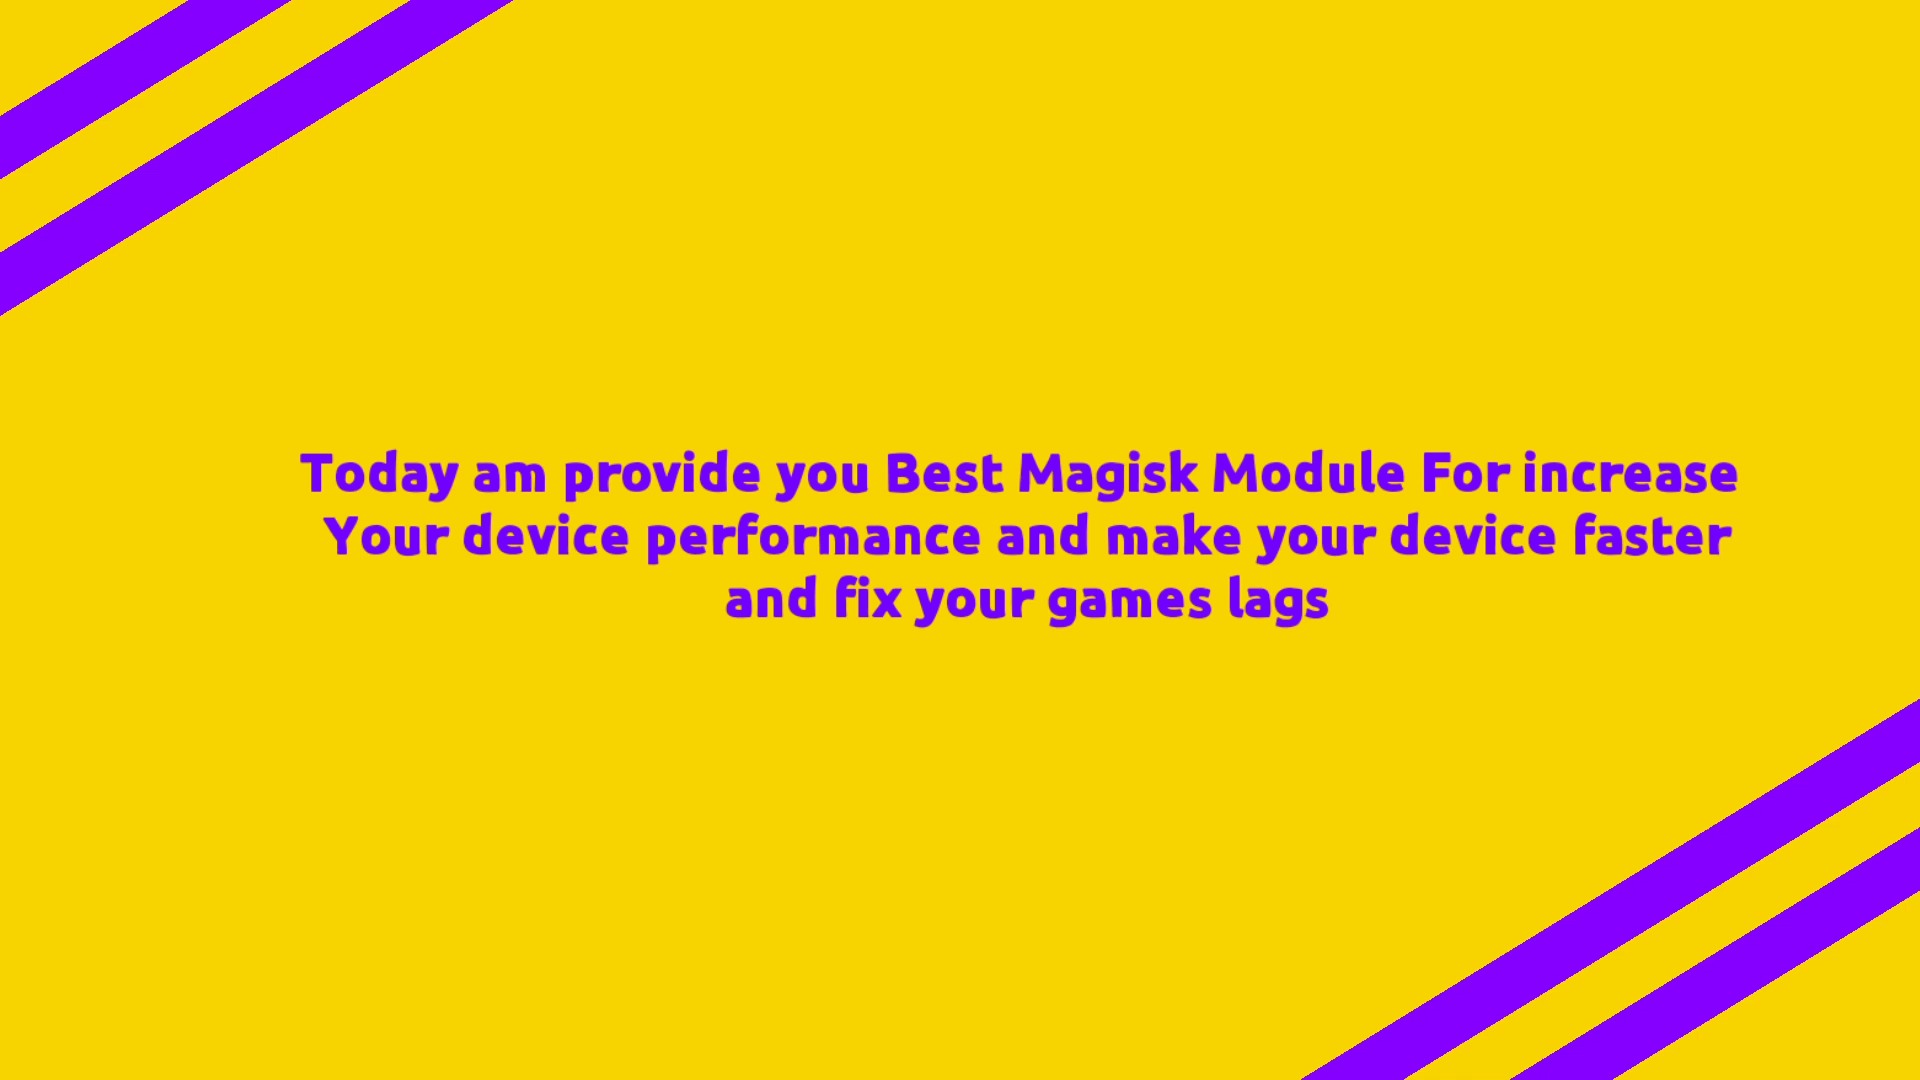 Today am provide you Best Magisk Module For increase
Your device performance and make your device faster
and fix your games lags